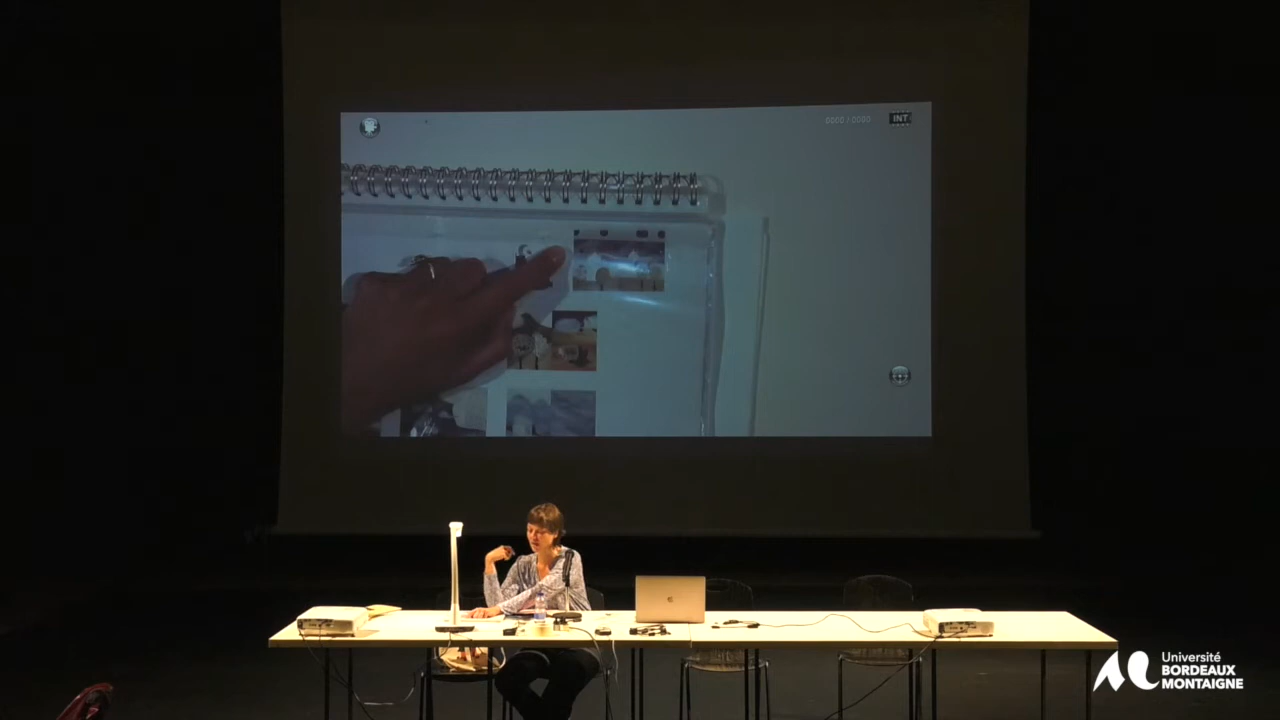 0000 / 0000
INT
Université
BORDEAUX
MONTAIGNE